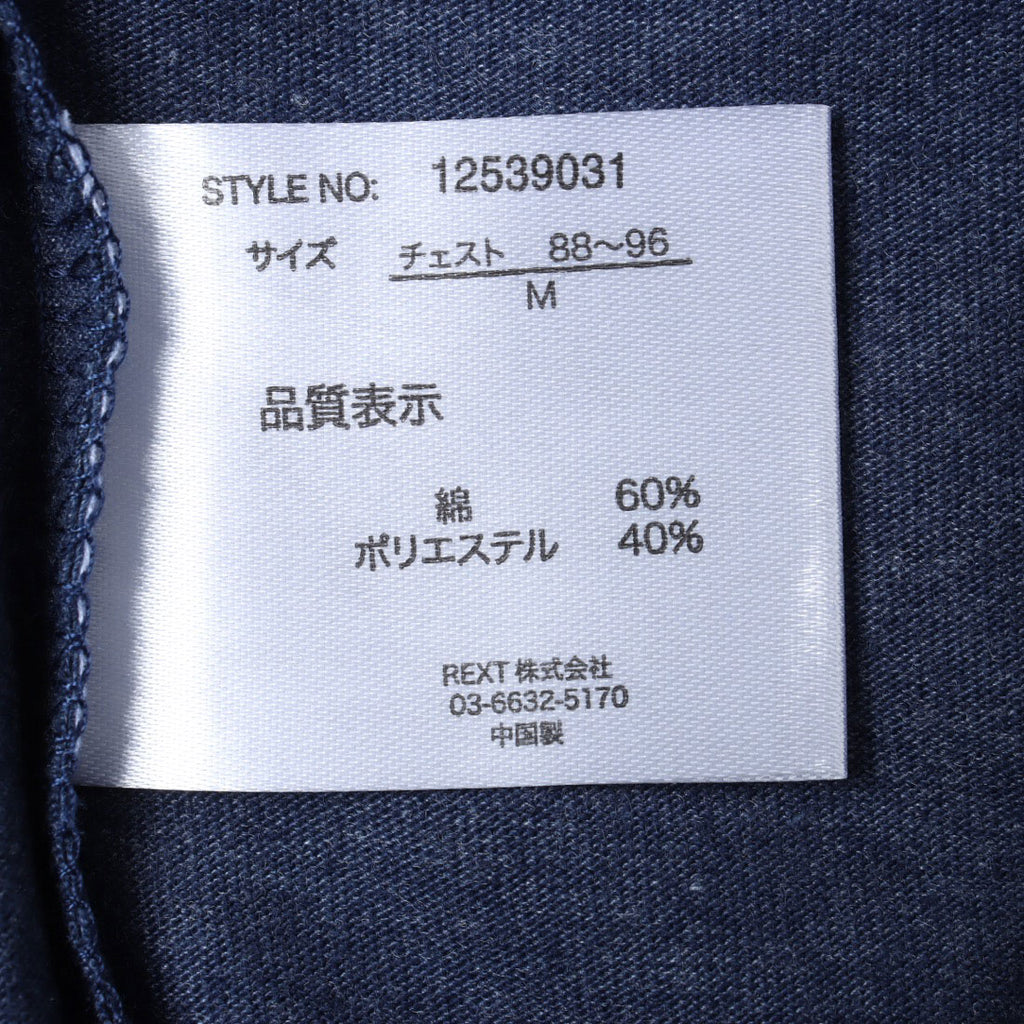 STYLE NO: 12539031
サイズ チェスト 88~96
M
品質表示
綿 60%
ポリエステル 40%
REXT 株式会社
03-6632-5170
中国製